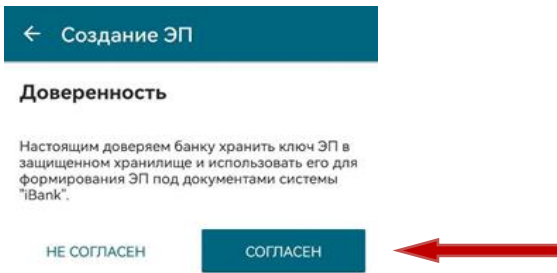 ← Создание ЭП
Доверенность
Настоящим доверяем банку хранить ключ ЭП в
защищенном хранилище и использовать его для
формирования ЭП под документами системы
"iBank".
НЕ СОГЛАСЕН СОГЛАСЕН